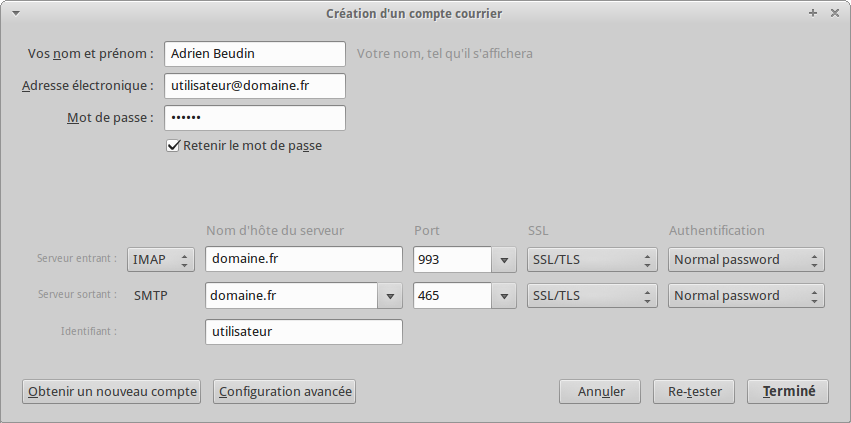 Création d'un compte courrier
Vos nom et prénom : Adrien Beudin Votre nom, tel qu'il s'affichera
Adresse électronique : utilisateur@domaine.fr
Mot de passe : ••••••
Retenir le mot de passe
Nom d'hôte du serveur Port SSL Authentification
Serveur entrant : IMAP domaine.fr 993 SSL/TLS Normal password
Serveur sortant : SMTP domaine.fr 465 SSL/TLS Normal password
Identifiant : utilisateur
Obtenir un nouveau compte Configuration avancée Annuler Re-tester Terminé